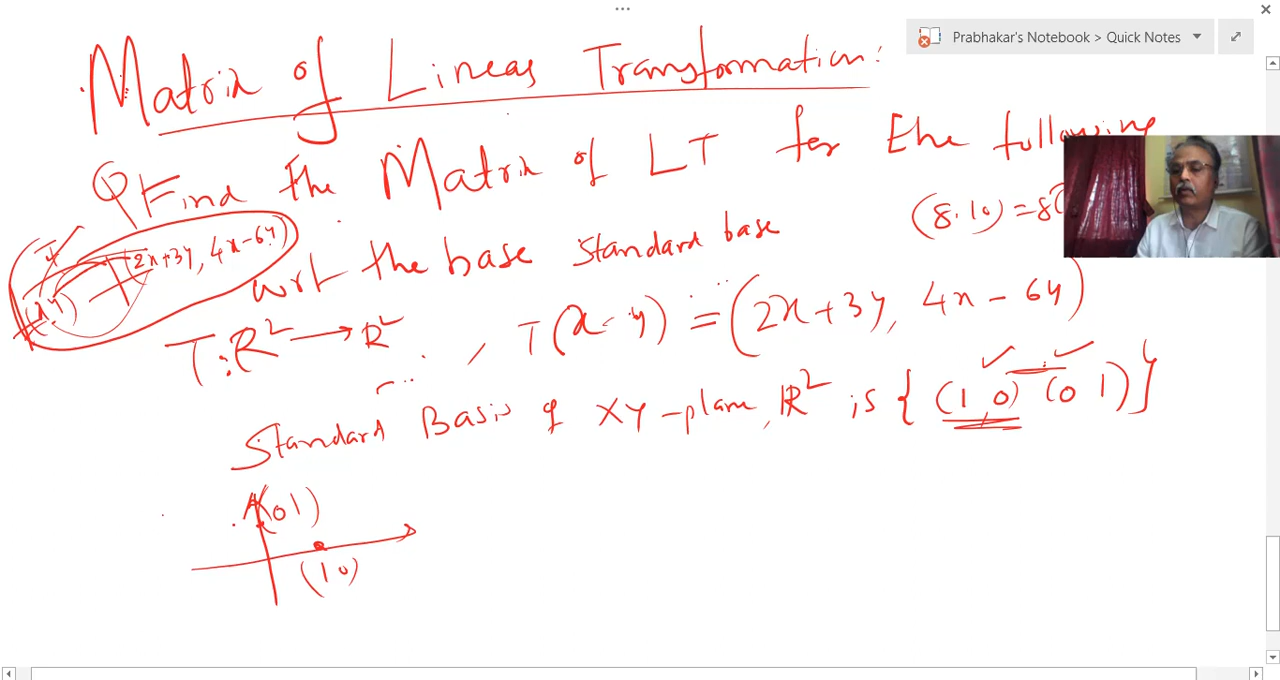 Prabhakar's Notebook > Quick Notes
Matrix of Linear Transformation:
Q Find the Matrix of LT for the following
wrt the base standard base
(8, 10) = 8(
(2x+3y, 4x-6y)
(x y)
T: R² → R², T(x, y) = (2x+3y, 4x-6y)
Standard Basis of XY-plane, R² is {(1, 0) (0 1)}
(0 1)
(1 0)